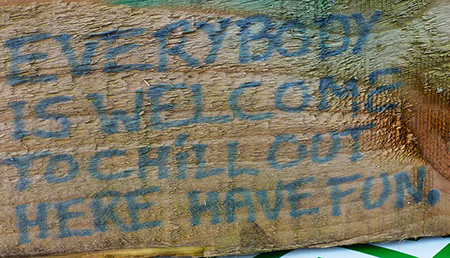 EVERYBODY
IS WELCOME
TO CHILL OUT
HERE HAVE FUN.